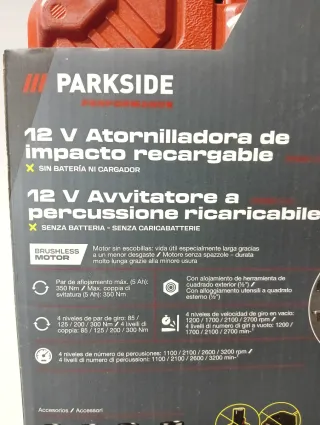 PARKSIDE
PERFORMANCE
12 V Atornilladora de
impacto recargable
SIN BATERÍA NI CARGADOR
12 V Avvitatore a
percussione ricaricabile
SENZA BATTERIA - SENZA CARICABATTERIE
BRUSHLESS
MOTOR
Motor sin escobillas: vida útil especialmente larga gracias
a un menor desgaste / Motore senza spazzole – durata
molto lunga grazie alla minore usura
Par de aflojamiento máx. (5 Ah):
350 Nm / Max. coppia di
svitatura (5 Ah): 350 Nm
Con alojamiento de herramienta de
cuadrado exterior (½") /
Con alloggiamento utensili a quadrato
esterno (½")
4 niveles de par de giro: 85 /
125 / 200 / 300 Nm / 4 livelli di
coppia: 85 / 125 / 200 / 300 Nm
4 niveles de velocidad de giro en vacío:
1200 / 1700 / 2100 / 2700 rpm /
4 livelli di numero di giri a vuoto: 1200 /
1700 / 2100 / 2700 min⁻¹
4 niveles de número de percusiones: 1100 / 2100 / 2600 / 3200 rpm /
4 livelli di numero di percussioni: 1100 / 2100 / 2600 / 3200 min⁻¹
Accesorios / Accessori